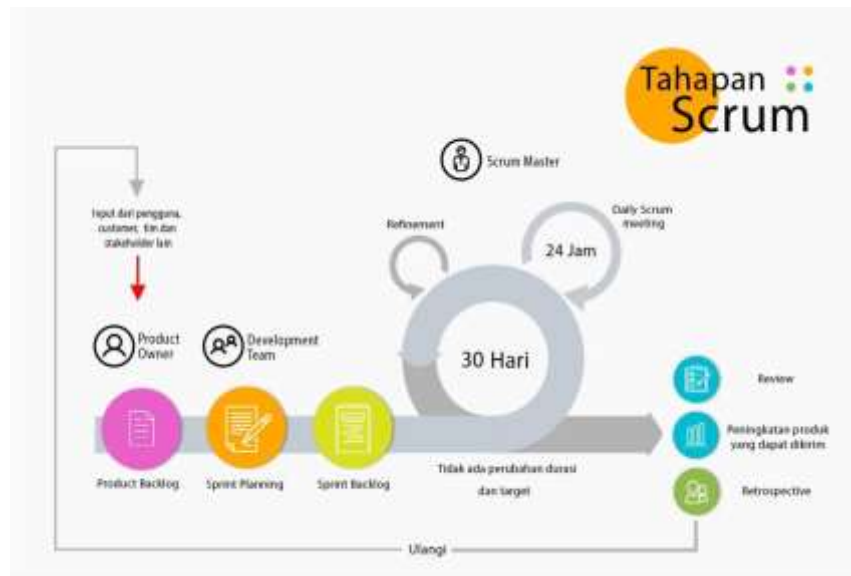 Tahapan
Scrum
Scrum Master
Input dari pengguna,
customer, tim dan
stakeholder lain
Refinement
Daily Scrum
meeting
24 Jam
Product
Owner
Development
Team
30 Hari
Review
Peningkatan produk
yang dapat dikirim
Retrospective
Product Backlog
Sprint Planning
Sprint Backlog
Tidak ada perubahan durasi
dan target
Ulangi